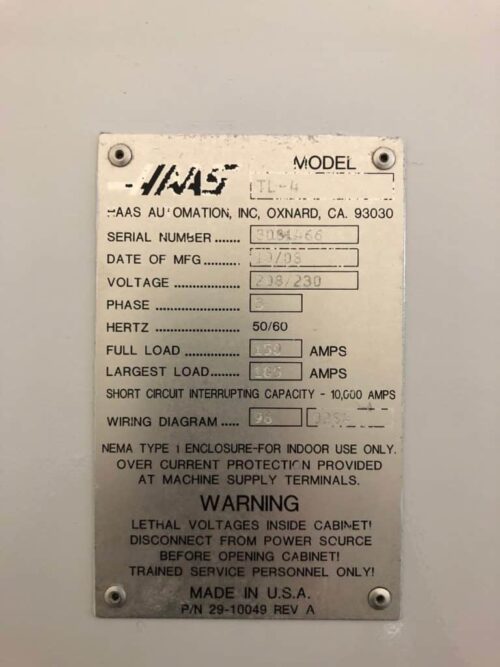 HAAS
MODEL
TL-4
HAAS AUTOMATION, INC, OXNARD, CA. 93030
SERIAL NUMBER .......
DATE OF MFG.........
VOLTAGE ................ 208/230
PHASE .................... 3
HERTZ ................... 50/60
FULL LOAD .............. AMPS
LARGEST LOAD....... AMPS
SHORT CIRCUIT INTERRUPTING CAPACITY - 10,000 AMPS
WIRING DIAGRAM .....
NEMA TYPE 1 ENCLOSURE-FOR INDOOR USE ONLY.
OVER CURRENT PROTECTION PROVIDED
AT MACHINE SUPPLY TERMINALS.
WARNING
LETHAL VOLTAGES INSIDE CABINET!
DISCONNECT FROM POWER SOURCE
BEFORE OPENING CABINET!
TRAINED SERVICE PERSONNEL ONLY!
MADE IN U.S.A.
P/N 29-10049 REV A